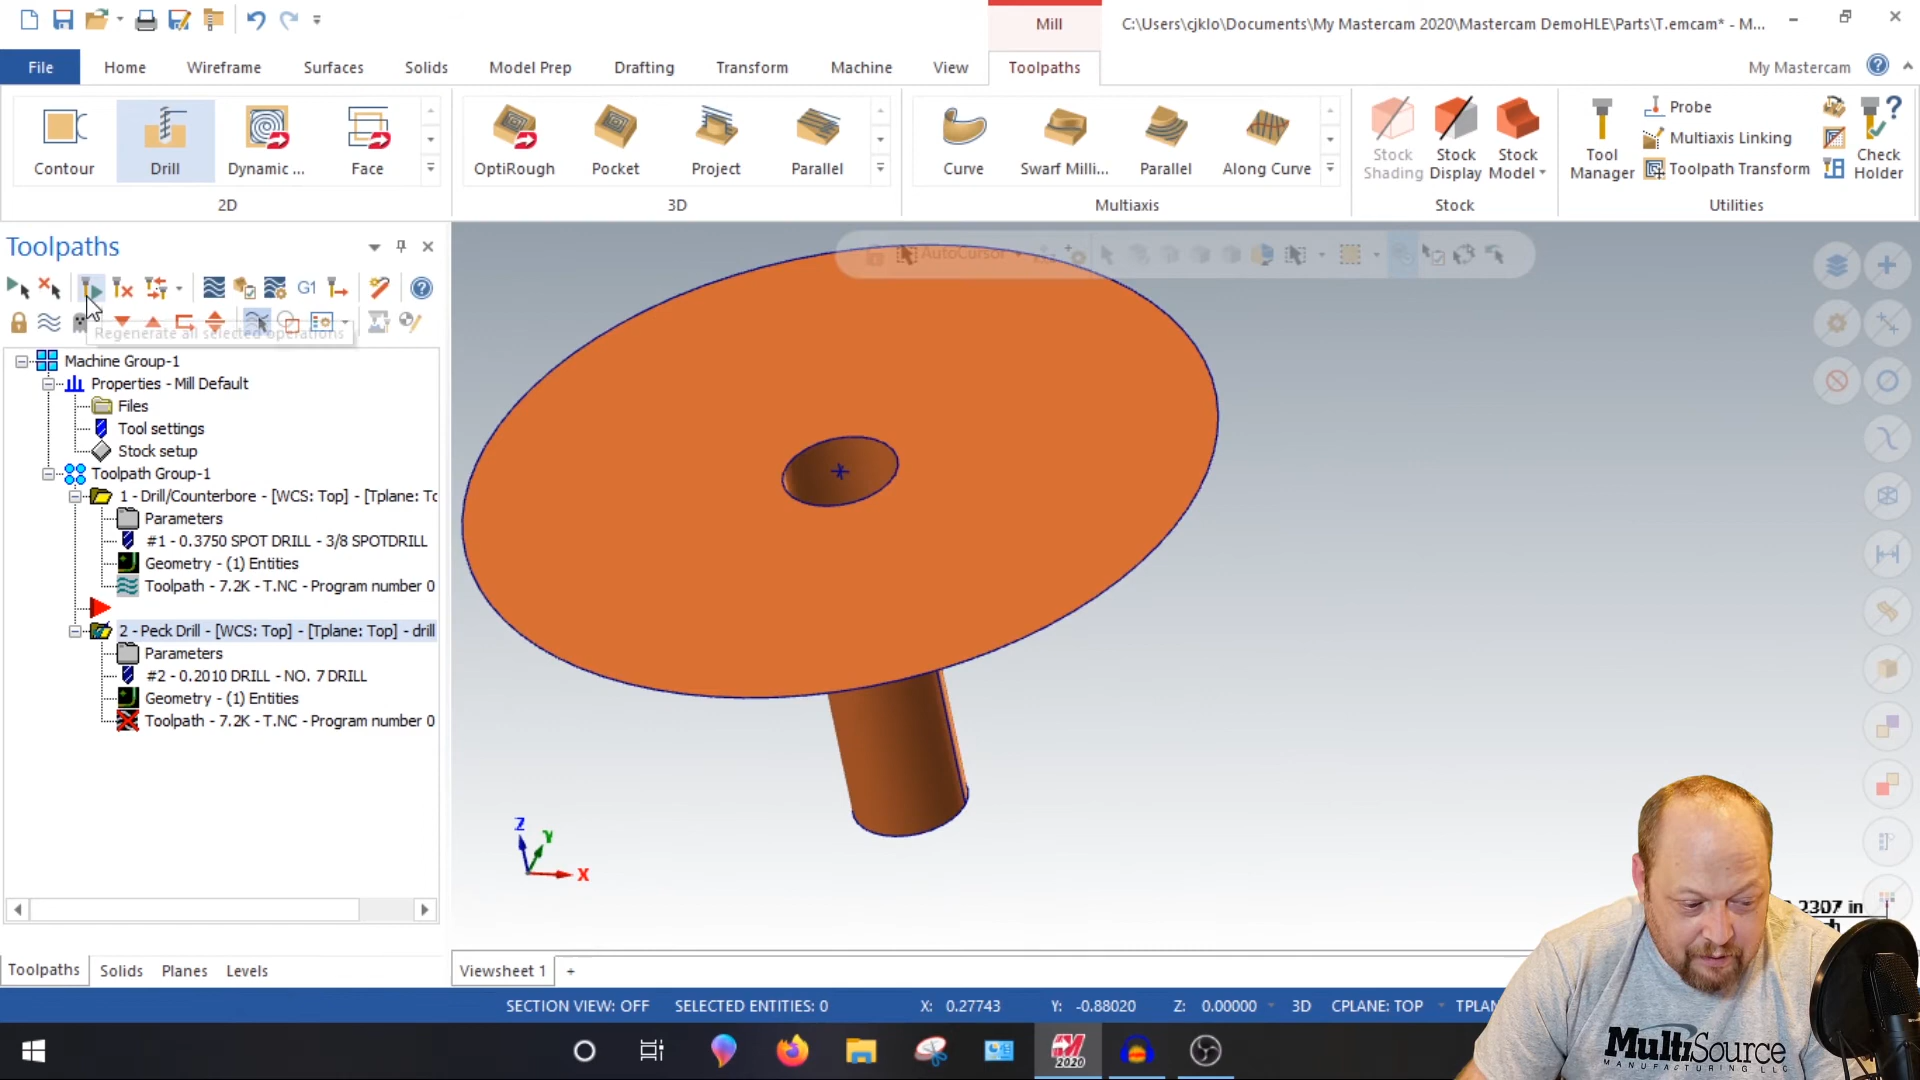 Mill
C:\Users\cjklo\Documents\My Mastercam 2020\Mastercam DemoHLE\Parts\T.emcam* - M...
File
Home
Wireframe
Surfaces
Solids
Model Prep
Drafting
Transform
Machine
View
Toolpaths
My Mastercam
Contour
Drill
Dynamic ...
Face
2D
OptiRough
Pocket
Project
Parallel
3D
Curve
Swarf Milli...
Parallel
Along Curve
Multiaxis
Stock Shading
Stock Display
Stock Model
Stock
Tool Manager
Probe
Multiaxis Linking
Toolpath Transform
Check Holder
Utilities
Toolpaths
AutoCursor
G1
Regenerate all selected operations
Machine Group-1
Properties - Mill Default
Files
Tool settings
Stock setup
Toolpath Group-1
1 - Drill/Counterbore - [WCS: Top] - [Tplane: To
Parameters
#1 - 0.3750 SPOT DRILL - 3/8 SPOTDRILL
Geometry - (1) Entities
Toolpath - 7.2K - T.NC - Program number 0
2 - Peck Drill - [WCS: Top] - [Tplane: Top] - drill
Parameters
#2 - 0.2010 DRILL - NO. 7 DRILL
Geometry - (1) Entities
Toolpath - 7.2K - T.NC - Program number 0
Z
Y
X
.2307 in
Toolpaths
Solids
Planes
Levels
Viewsheet 1
+
SECTION VIEW: OFF
SELECTED ENTITIES: 0
X: 0.27743
Y: -0.88020
Z: 0.00000
3D
CPLANE: TOP
TPLAN
2020
MultiSource
MANUFACTURING LLC